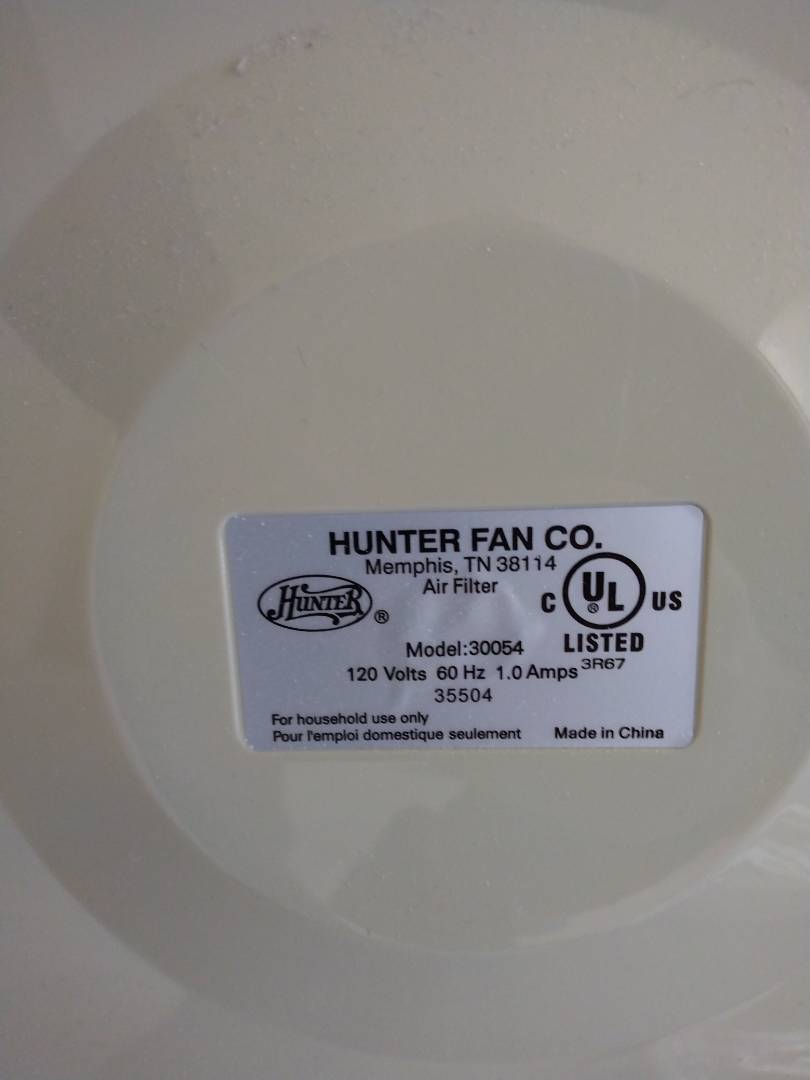 HUNTER FAN CO.
Memphis, TN 38114
Air Filter
HUNTER ®
C UL ® US
LISTED
3R67
Model:30054
120 Volts 60 Hz 1.0 Amps
35504
For household use only
Pour l'emploi domestique seulement
Made in China